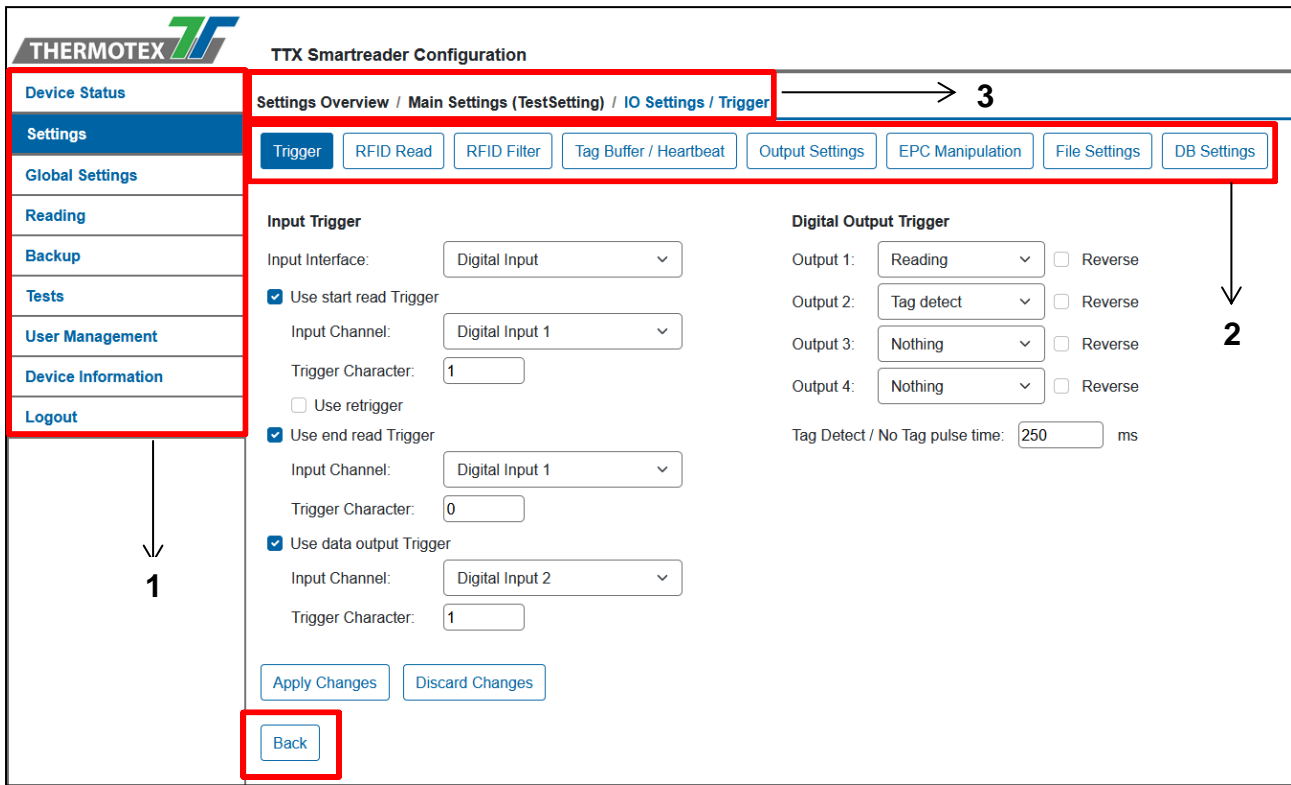 THERMOTEX
TTX Smartreader Configuration
Device Status
Settings
Global Settings
Reading
Backup
Tests
User Management
Device Information
Logout
1
Settings Overview / Main Settings (TestSetting) / IO Settings / Trigger
3
Trigger RFID Read RFID Filter Tag Buffer / Heartbeat Output Settings EPC Manipulation File Settings DB Settings
2
Input Trigger
Input Interface: Digital Input
Use start read Trigger
Input Channel: Digital Input 1
Trigger Character: 1
Use retrigger
Use end read Trigger
Input Channel: Digital Input 1
Trigger Character: 0
Use data output Trigger
Input Channel: Digital Input 2
Trigger Character: 1
Digital Output Trigger
Output 1: Reading Reverse
Output 2: Tag detect Reverse
Output 3: Nothing Reverse
Output 4: Nothing Reverse
Tag Detect / No Tag pulse time: 250 ms
Apply Changes Discard Changes
Back